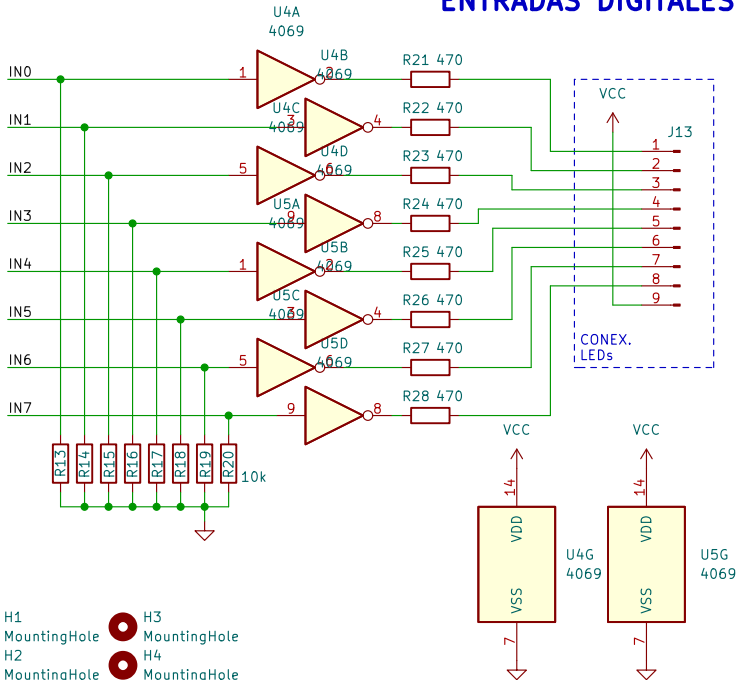 ENTRADAS DIGITALES
U4A
4069
U4B
4069
U4C
4069
U4D
4069
U5A
4069
U5B
4069
U5C
4069
U5D
4069
IN0
IN1
IN2
IN3
IN4
IN5
IN6
IN7
1
2
3
4
5
6
9
8
1
2
3
4
5
6
9
8
R21 470
R22 470
R23 470
R24 470
R25 470
R26 470
R27 470
R28 470
VCC
J13
1
2
3
4
5
6
7
8
9
CONEX.
LEDs
R13
R14
R15
R16
R17
R18
R19
R20
10k
VCC
14
VDD
VSS
7
U4G
4069
VCC
14
VDD
VSS
7
U5G
4069
H1
MountingHole
H2
MountingHole
H3
MountingHole
H4
MountingHole